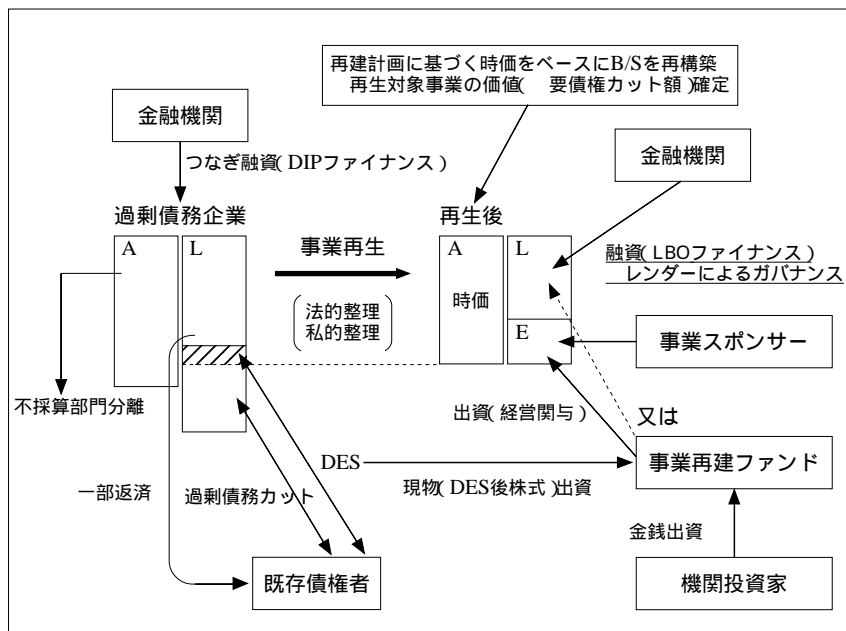 再建計画に基づく時価をベースにB/Sを再構築
再生対象事業の価値( 要債権カット額)確定
金融機関
つなぎ融資(DIPファイナンス)
金融機関
過剰債務企業
再生後
A
L
事業再生
A
L
融資(LBOファイナンス)
レンダーによるガバナンス
法的整理
私的整理
時価
E
事業スポンサー
不採算部門分離
出資(経営関与)
又は
DES
事業再建ファンド
一部返済
過剰債務カット
現物(DES後株式)出資
金銭出資
既存債権者
機関投資家